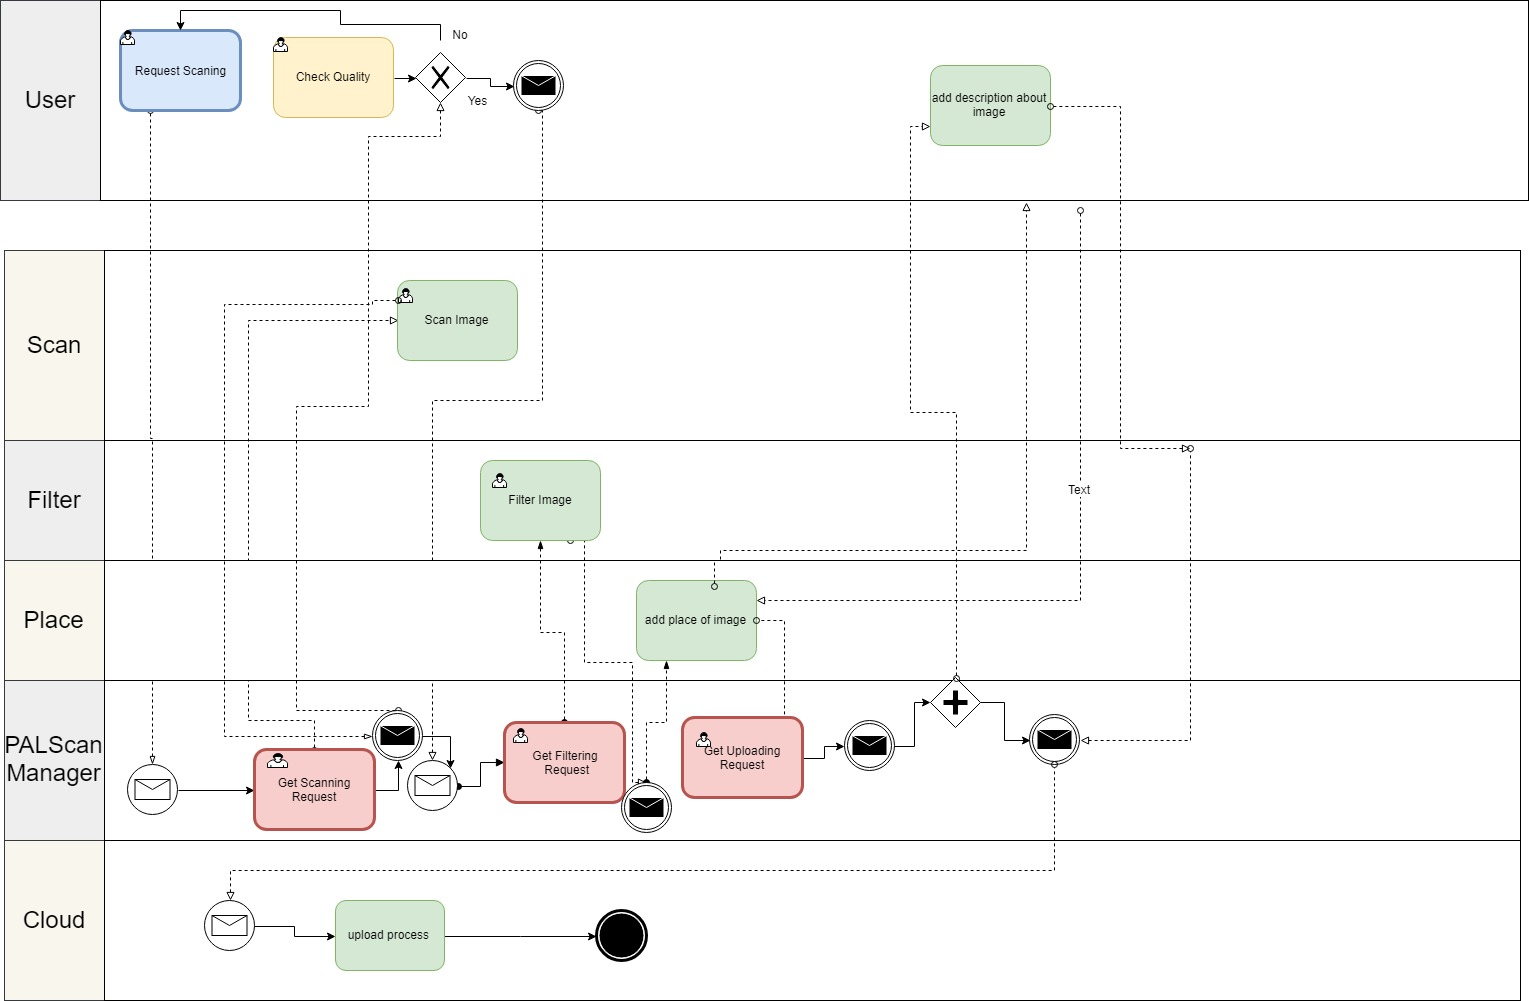 User
Request Scaning
Check Quality
No
Yes
add description about
image
Scan
Scan Image
Filter
Filter Image
Text
Place
add place of image
PALScan
Manager
Get Scanning
Request
Get Filtering
Request
Get Uploading
Request
Cloud
upload process